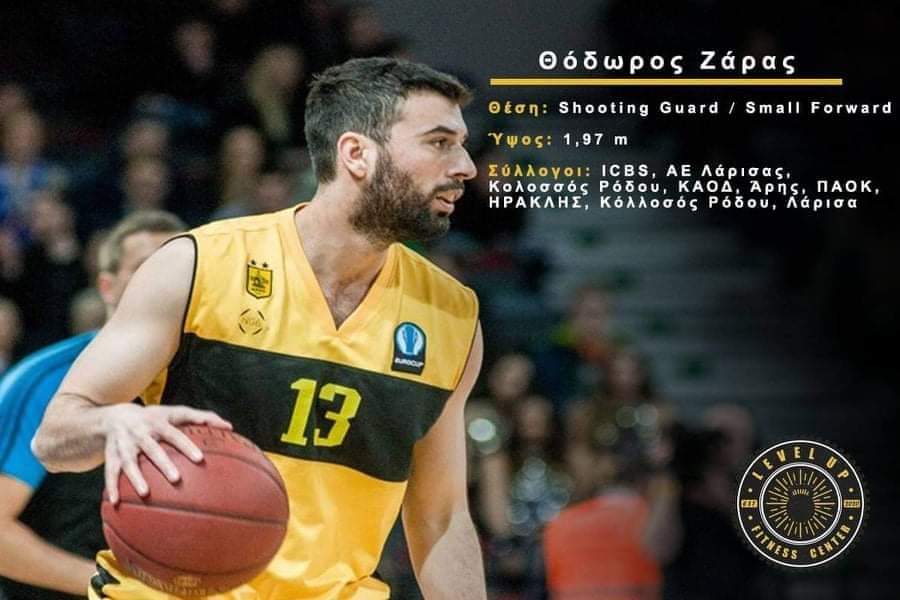 Θόδωρος Ζάρας
Θέση: Shooting Guard / Small Forward
Ύψος: 1,97 m
Σύλλογοι: ICBS, ΑΕ Λάρισας,
Κολοσσός Ρόδου, ΚΑΟΔ, Άρης, ΠΑΟΚ,
ΗΡΑΚΛΗΣ, Κόλλοσός Ρόδου, Λάρισα
EUROCUP
13
LEVEL UP
EST
FITNESS CENTER